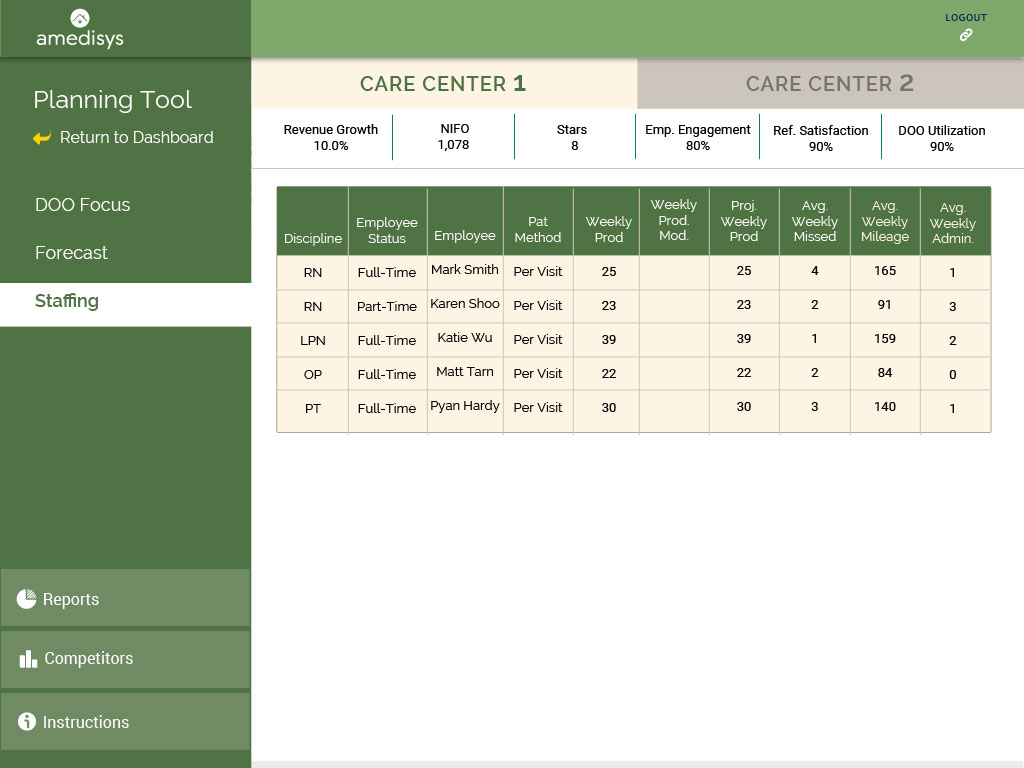 amedisys
LOGOUT
Planning Tool
Return to Dashboard
DOO Focus
Forecast
Staffing
Reports
Competitors
Instructions
CARE CENTER 1
CARE CENTER 2
Revenue Growth
10.0%
NIFO
1,078
Stars
8
Emp. Engagement
80%
Ref. Satisfaction
90%
DOO Utilization
90%
Discipline
Employee
Status
Employee
Pat
Method
Weekly
Prod
Weekly
Prod.
Mod.
Proj.
Weekly
Prod
Avg.
Weekly
Missed
Avg.
Weekly
Mileage
Avg.
Weekly
Admin.
RN Full-Time Mark Smith Per Visit 25 25 4 165 1
RN Part-Time Karen Shoo Per Visit 23 23 2 91 3
LPN Full-Time Katie Wu Per Visit 39 39 1 159 2
OP Full-Time Matt Tarn Per Visit 22 22 2 84 0
PT Full-Time Pyan Hardy Per Visit 30 30 3 140 1